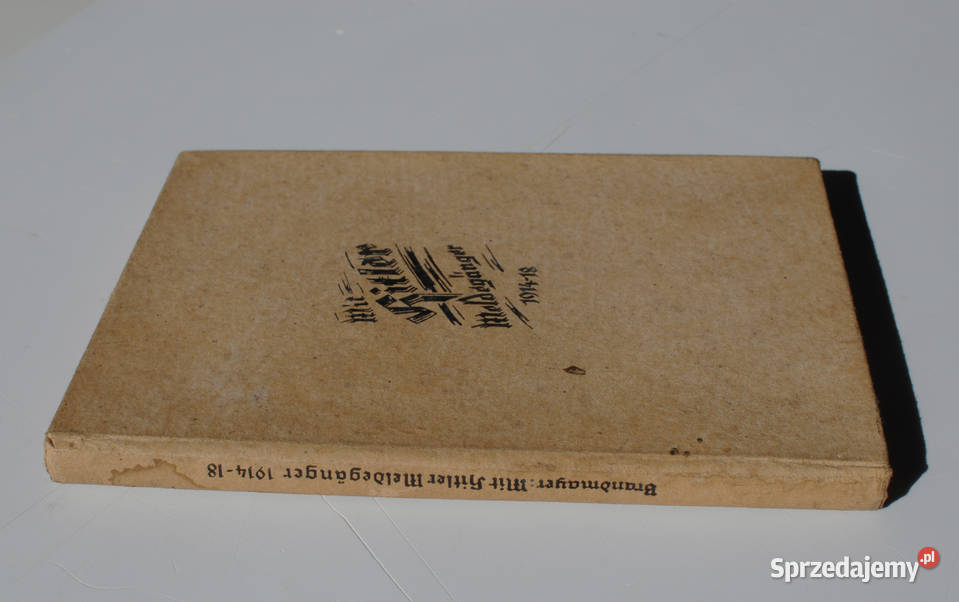 Mit
Hitler
Meldegänger
1914-18
Brandmayer: Mit Hitler Meldegänger 1914-18
Sprzedajemy.pl